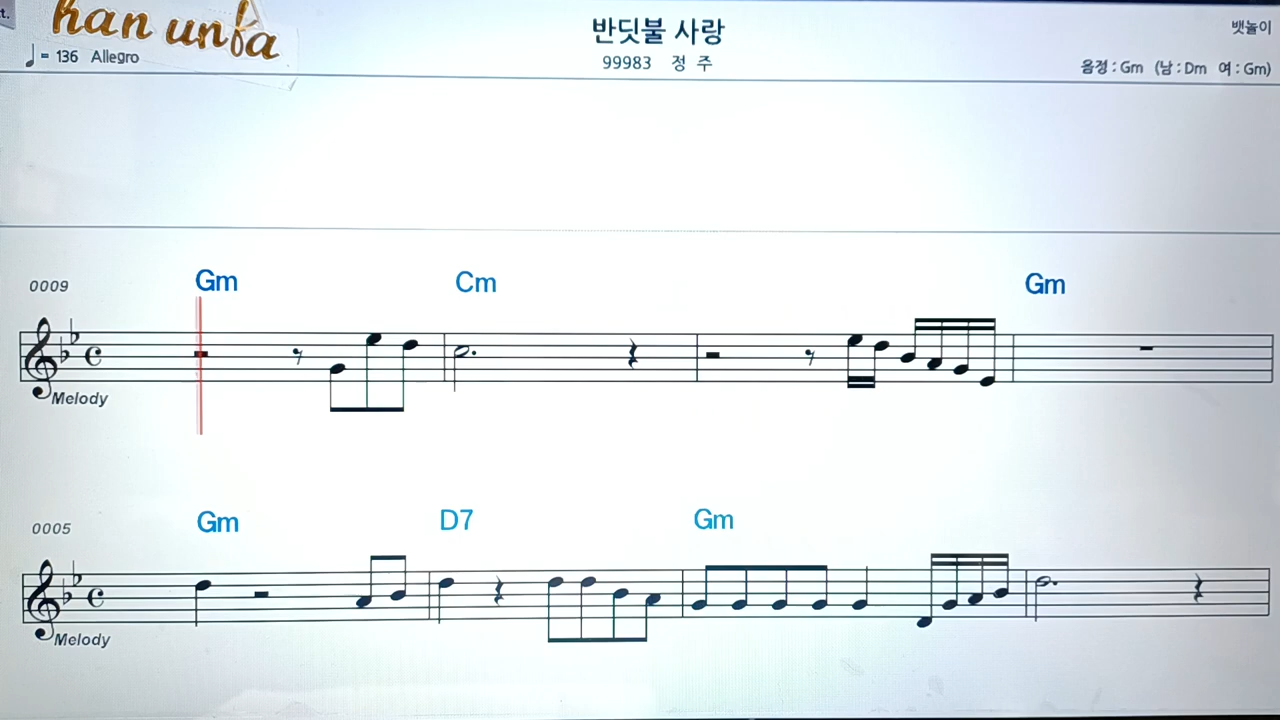 t.
han unfa
♩ = 136 Allegro
반딧불 사랑
99983 정 주
뱃놀이
음정 : Gm (남 : Dm 여 : Gm)
0009
Gm Cm Gm
Melody
0005
Gm D7 Gm
Melody